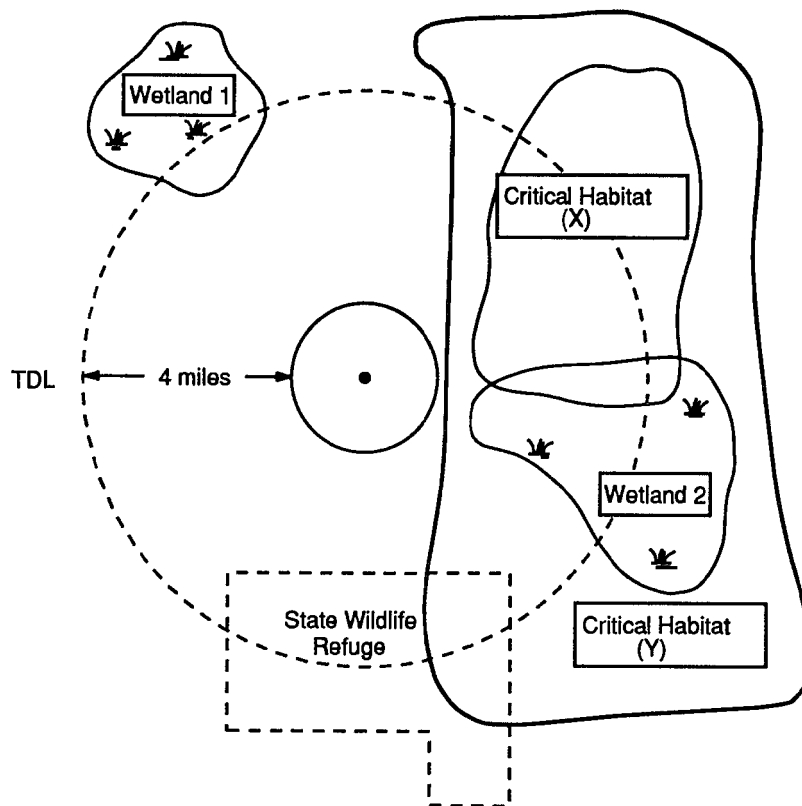 Wetland 1
Critical Habitat
(X)
TDL
4 miles
Wetland 2
State Wildlife
Refuge
Critical Habitat
(Y)